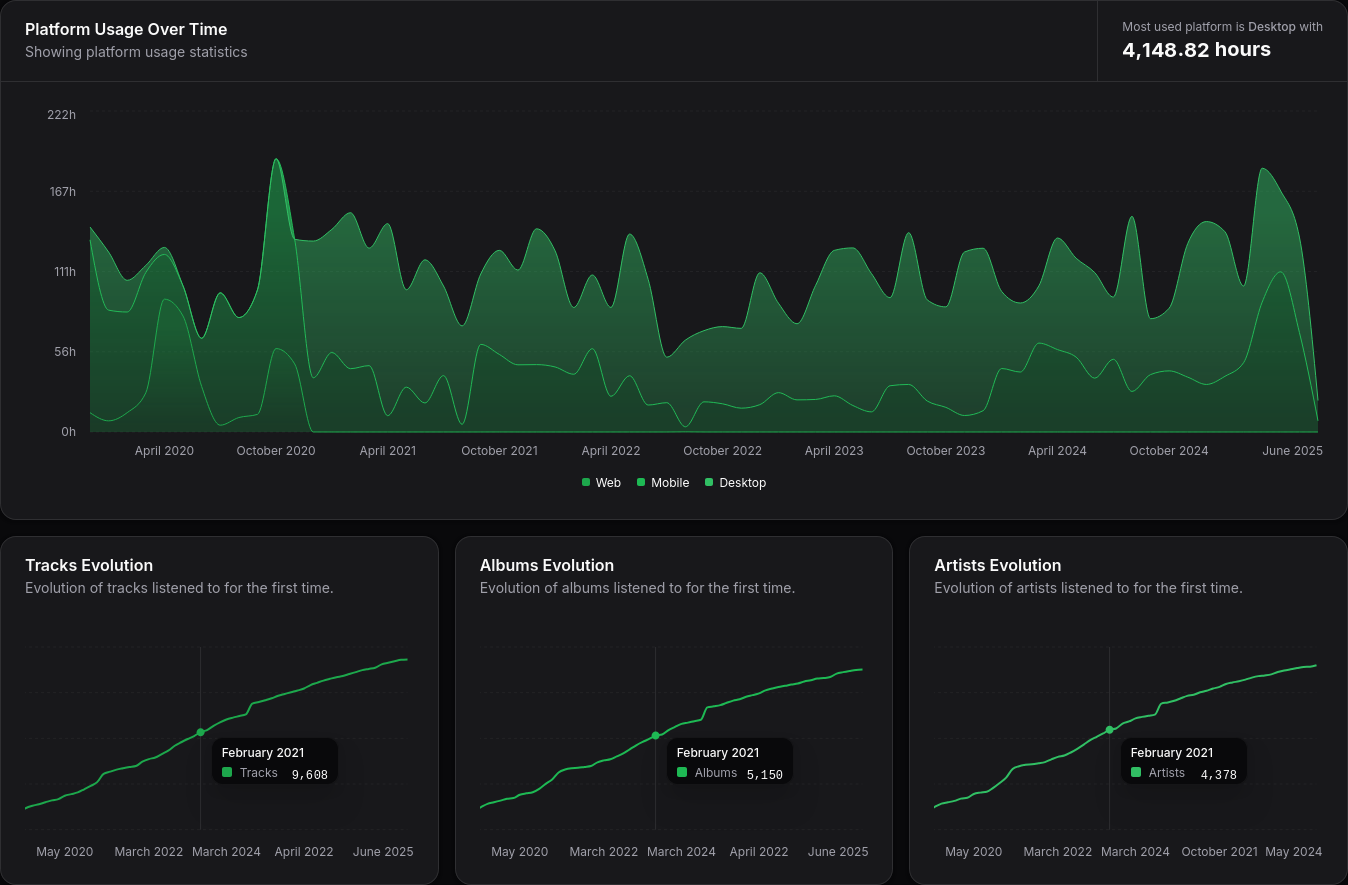 Platform Usage Over Time
Showing platform usage statistics
Most used platform is Desktop with
4,148.82 hours
222h
167h
111h
56h
0h
April 2020 October 2020 April 2021 October 2021 April 2022 October 2022 April 2023 October 2023 April 2024 October 2024 June 2025
Web Mobile Desktop
Tracks Evolution
Evolution of tracks listened to for the first time.
February 2021
Tracks 9,608
May 2020 March 2022 March 2024 April 2022 June 2025
Albums Evolution
Evolution of albums listened to for the first time.
February 2021
Albums 5,150
May 2020 March 2022 March 2024 April 2022 June 2025
Artists Evolution
Evolution of artists listened to for the first time.
February 2021
Artists 4,378
May 2020 March 2022 March 2024 October 2021 May 2024